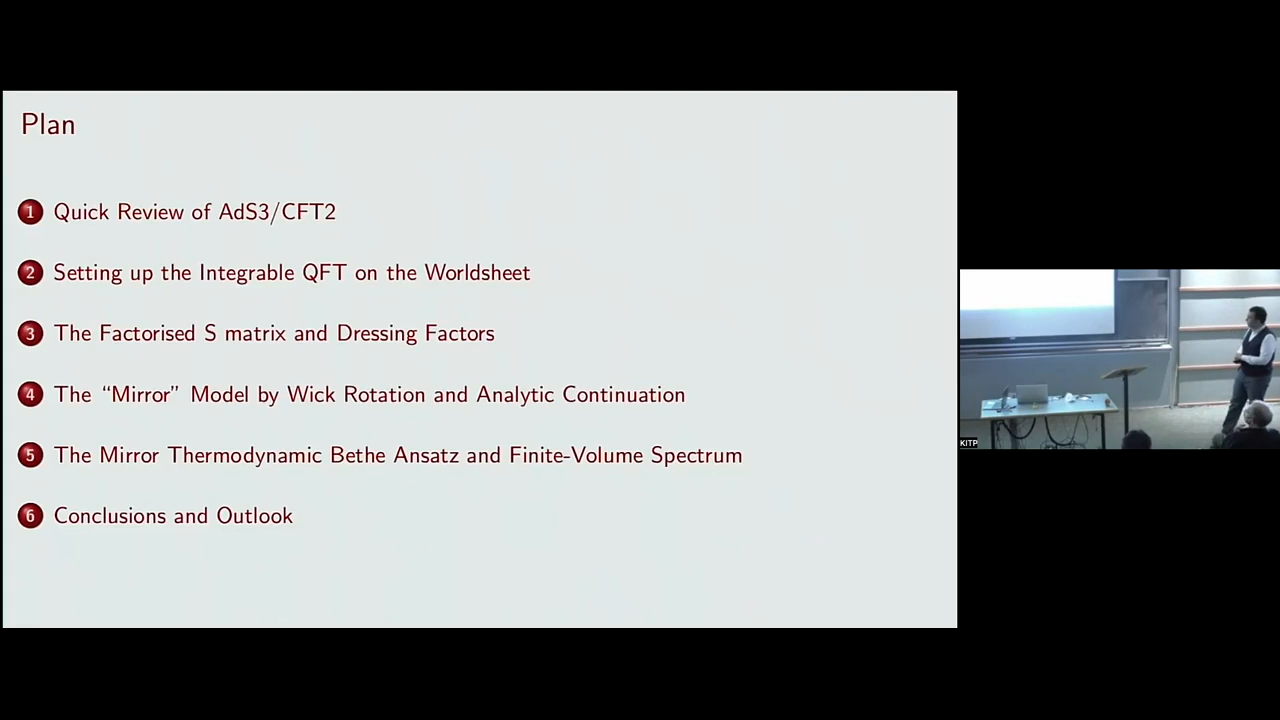 Plan
1 Quick Review of AdS3/CFT2
2 Setting up the Integrable QFT on the Worldsheet
3 The Factorised S matrix and Dressing Factors
4 The “Mirror” Model by Wick Rotation and Analytic Continuation
5 The Mirror Thermodynamic Bethe Ansatz and Finite-Volume Spectrum
6 Conclusions and Outlook
KITP